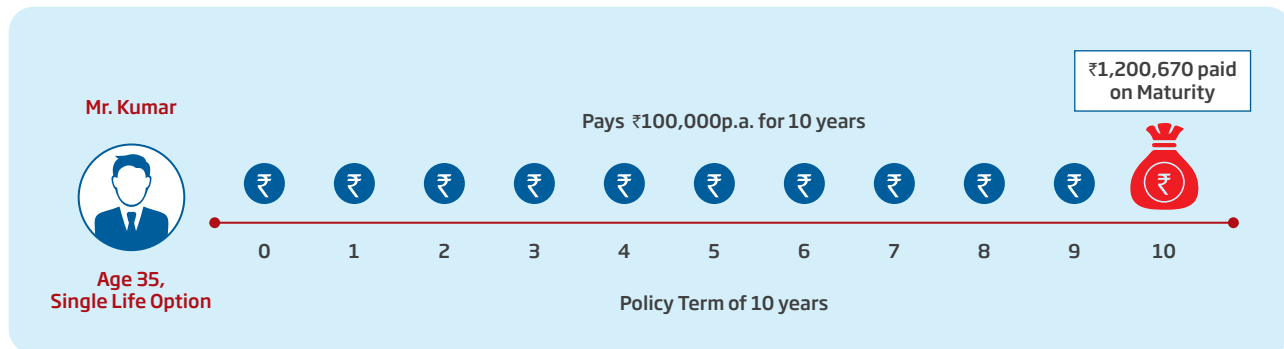 ₹1,200,670 paid
on Maturity
Mr. Kumar
Pays ₹100,000p.a. for 10 years
₹ ₹ ₹ ₹ ₹ ₹ ₹ ₹ ₹ ₹ ₹
0 1 2 3 4 5 6 7 8 9 10
Age 35,
Single Life Option
Policy Term of 10 years